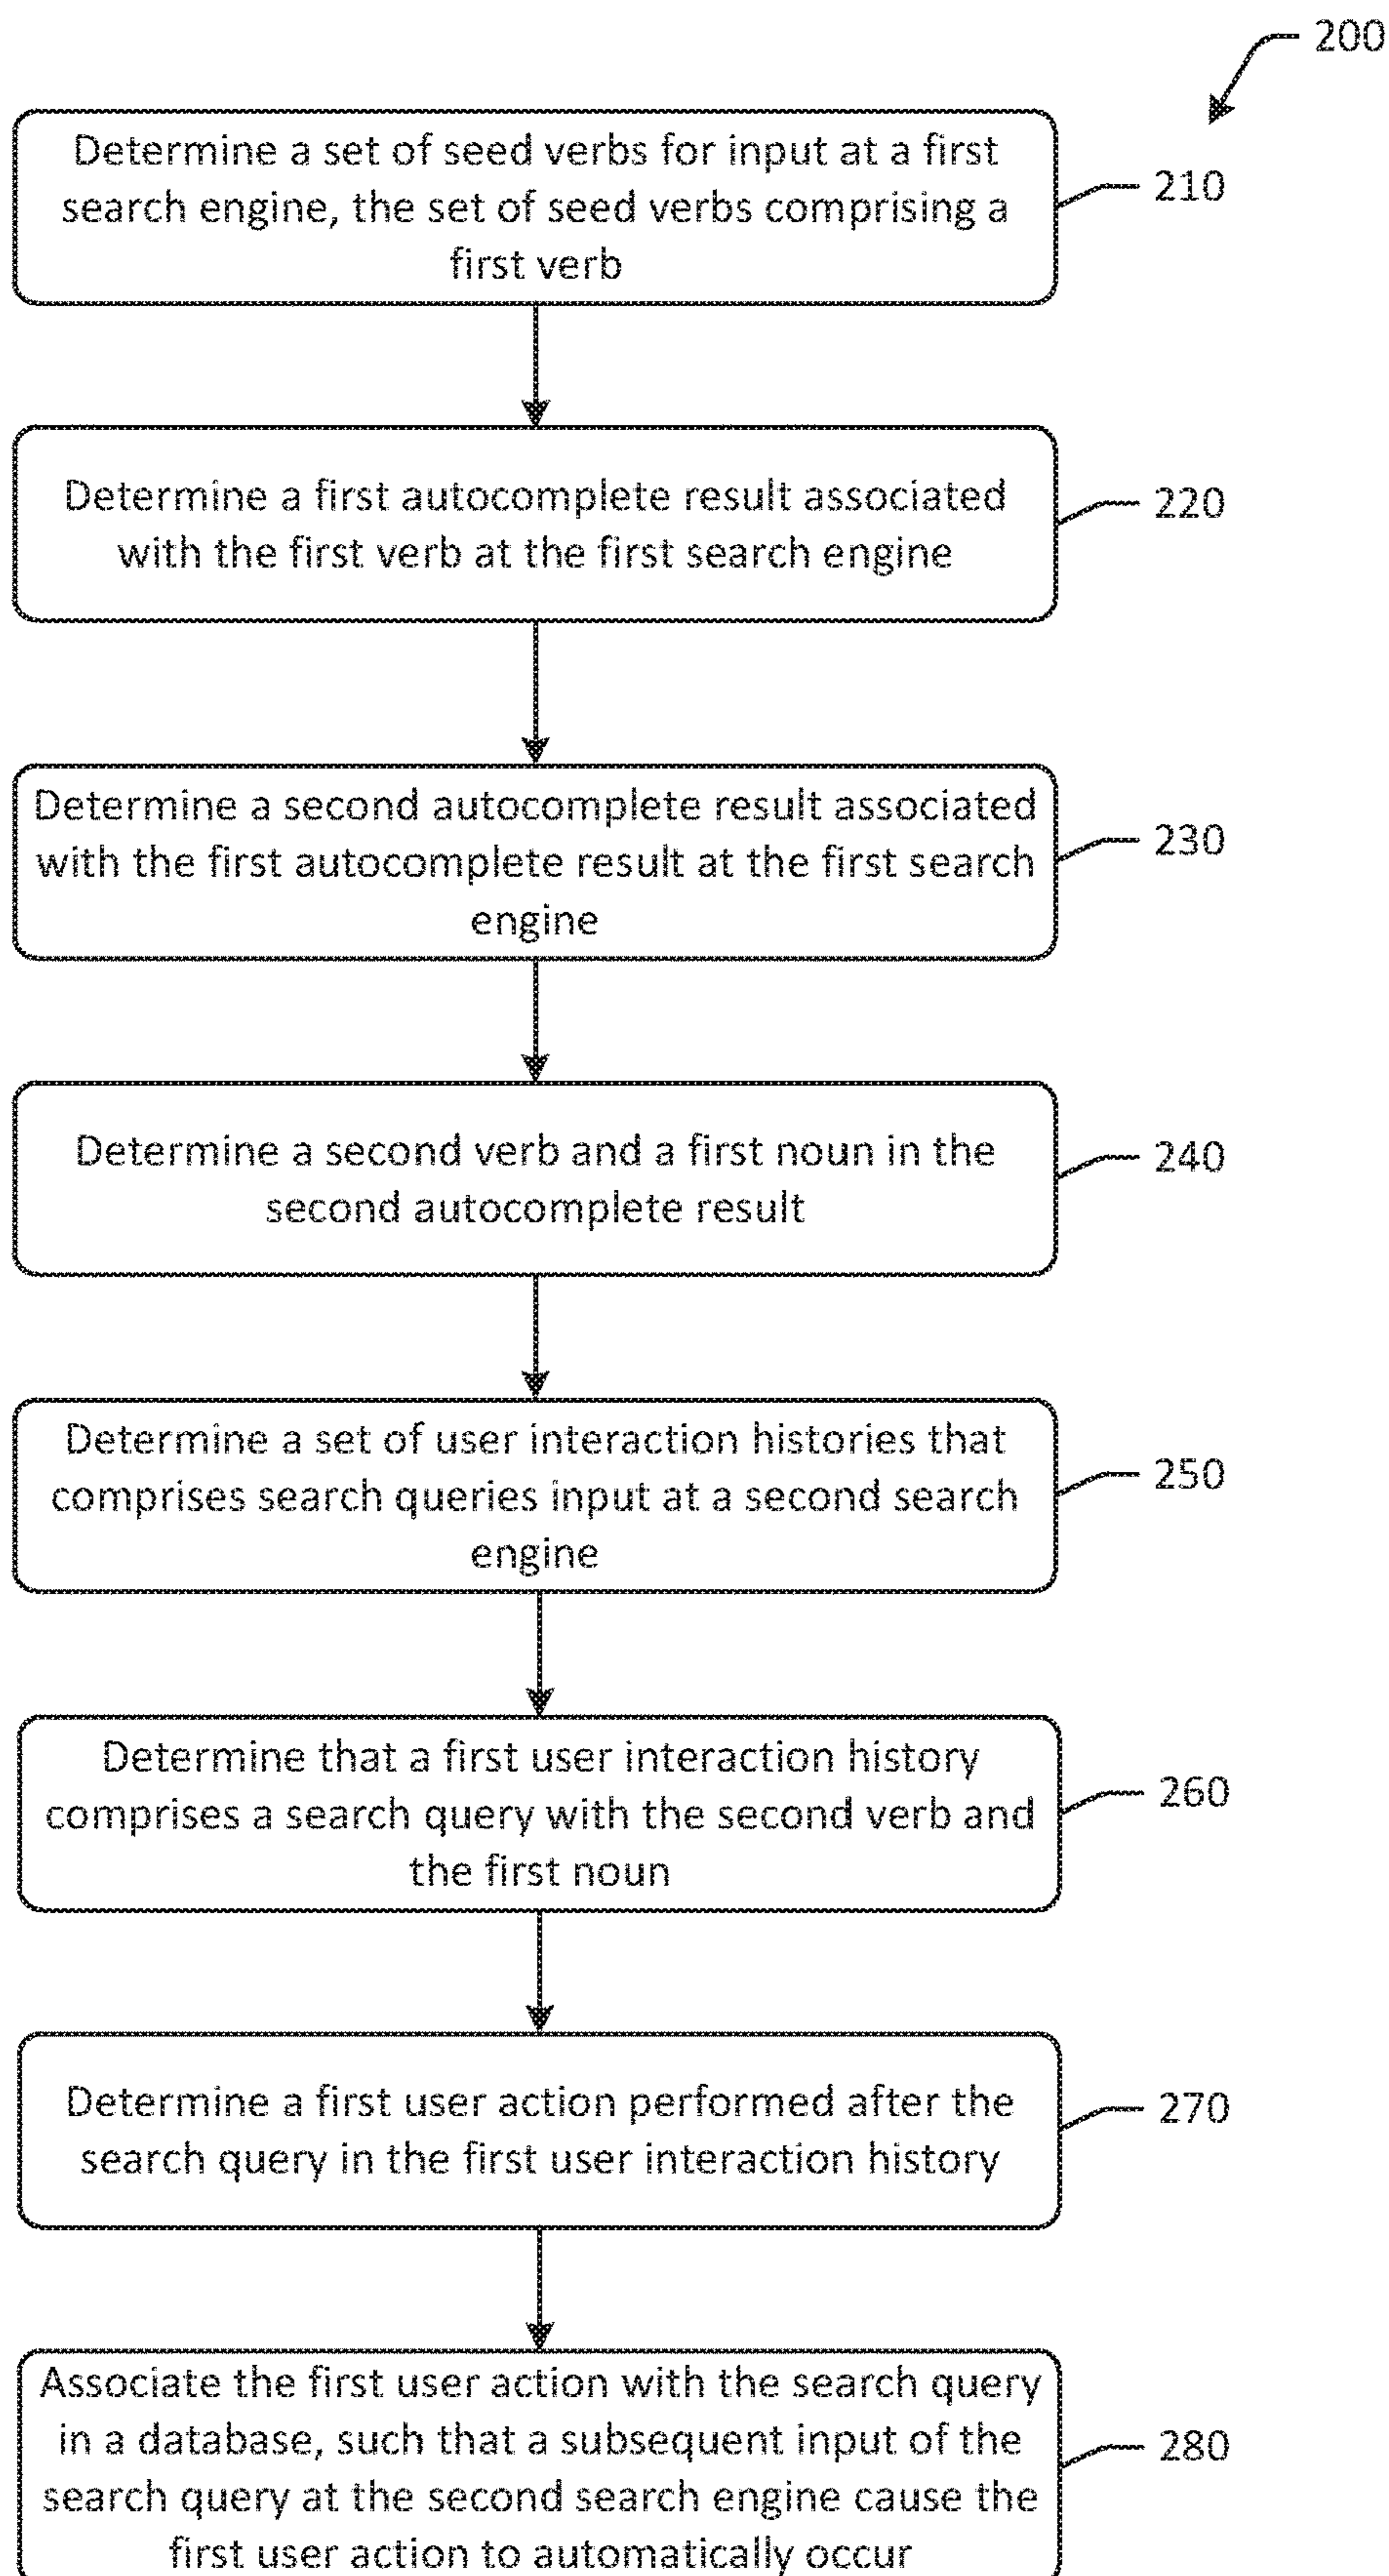 200
Determine a set of seed verbs for input at a first
search engine, the set of seed verbs comprising a
first verb
210
Determine a first autocomplete result associated
with the first verb at the first search engine
220
Determine a second autocomplete result associated
with the first autocomplete result at the first search
engine
230
Determine a second verb and a first noun in the
second autocomplete result
240
Determine a set of user interaction histories that
comprises search queries input at a second search
engine
250
Determine that a first user interaction history
comprises a search query with the second verb and
the first noun
260
Determine a first user action performed after the
search query in the first user interaction history
270
Associate the first user action with the search query
in a database, such that a subsequent input of the
search query at the second search engine cause the
first user action to automatically occur
280